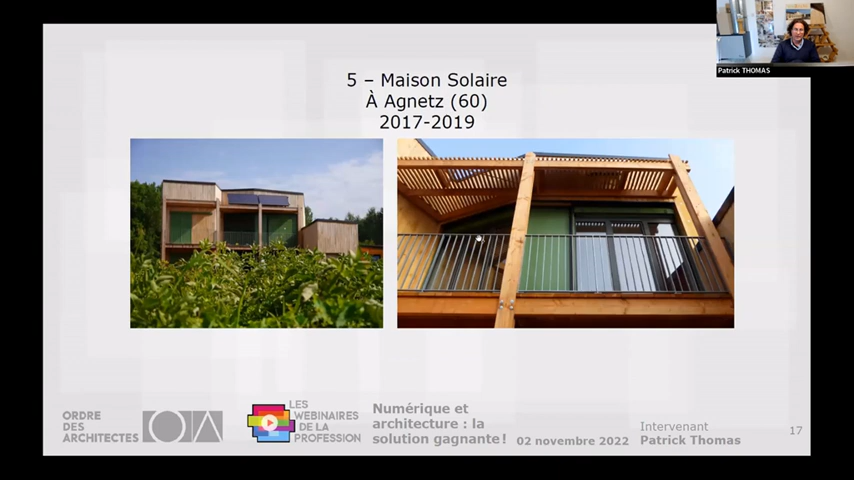 5 – Maison Solaire
À Agnetz (60)
2017-2019
Patrick THOMAS
ORDRE
DES
ARCHITECTES
LES
WEBINAIRES
DE LA
PROFESSION
Numérique et
architecture : la
solution gagnante !
02 novembre 2022
Intervenant
Patrick Thomas
17